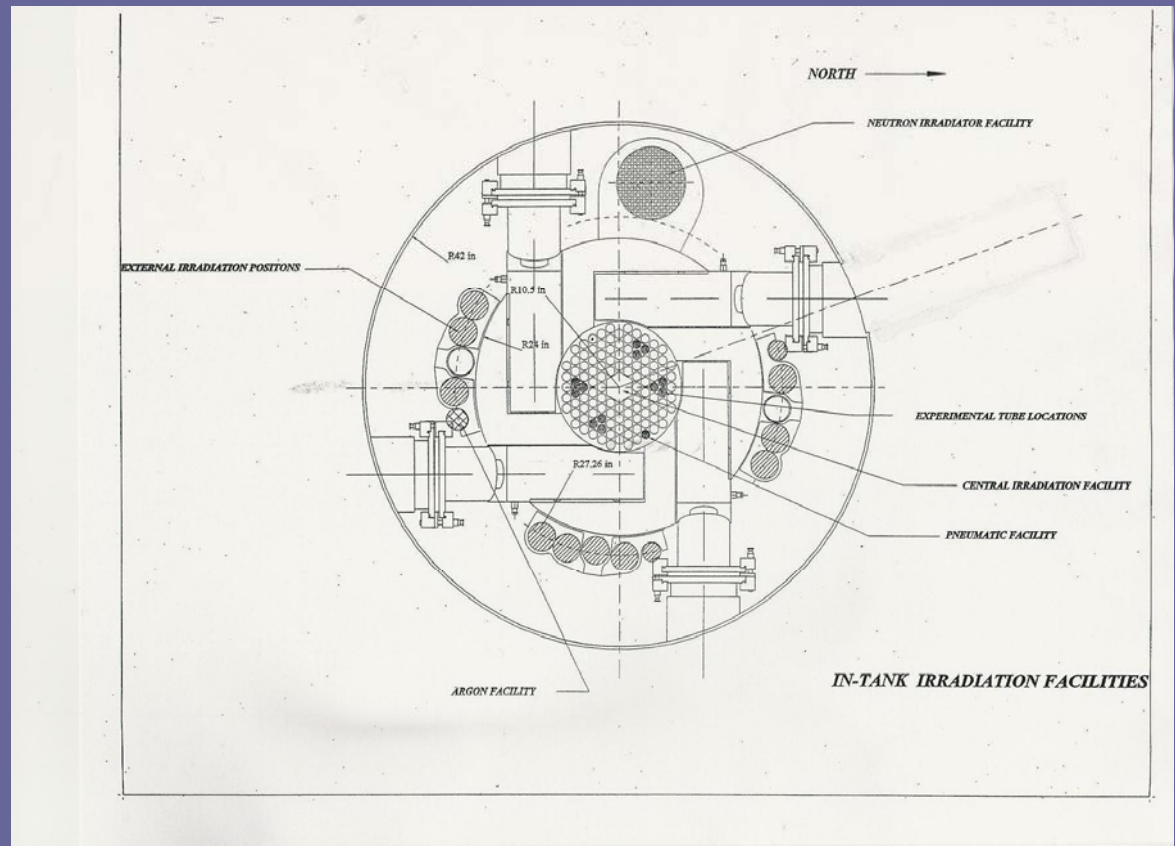 NORTH
NEUTRON IRRADIATOR FACILITY
R42 in
EXTERNAL IRRADIATION POSITONS
R10.5 in
R24 in
EXPERIMENTAL TUBE LOCATIONS
R27.26 in
CENTRAL IRRADIATION FACILITY
PNEUMATIC FACILITY
IN-TANK IRRADIATION FACILITIES
ARGON FACILITY